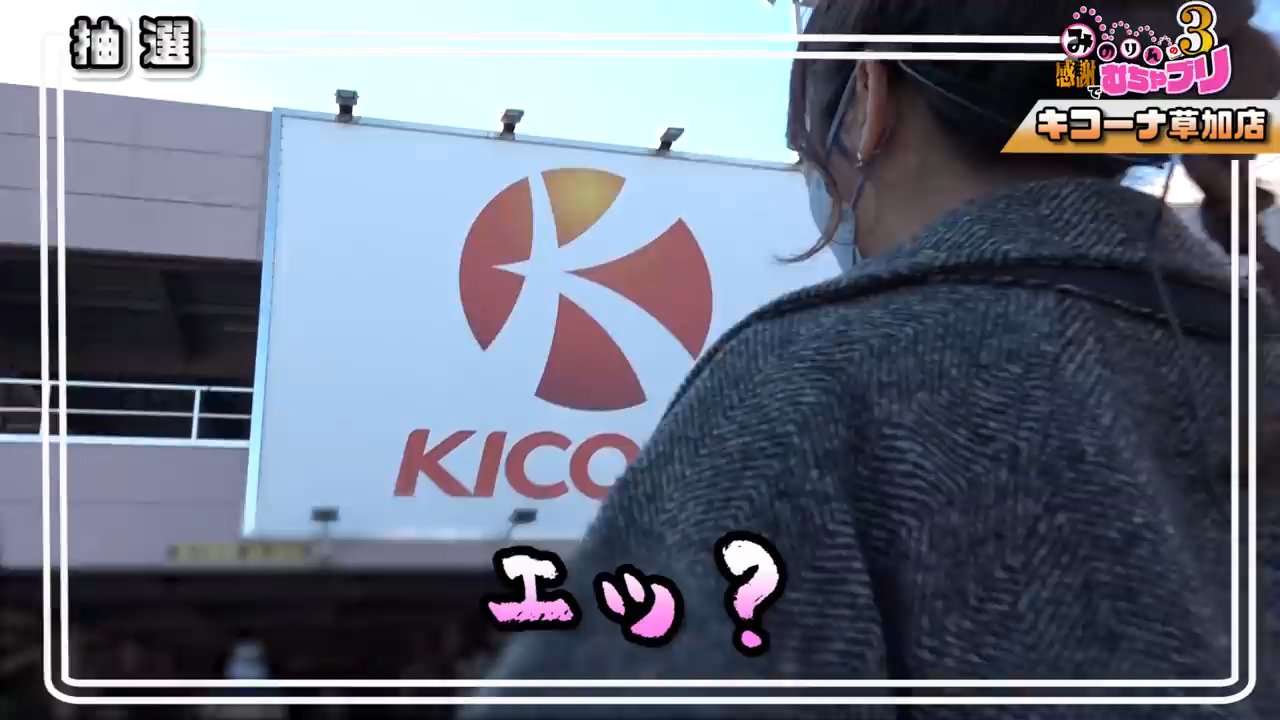 抽選
みりりんの3
感謝でむちゃブリ
キコーナ草加店
KICO
エッ?